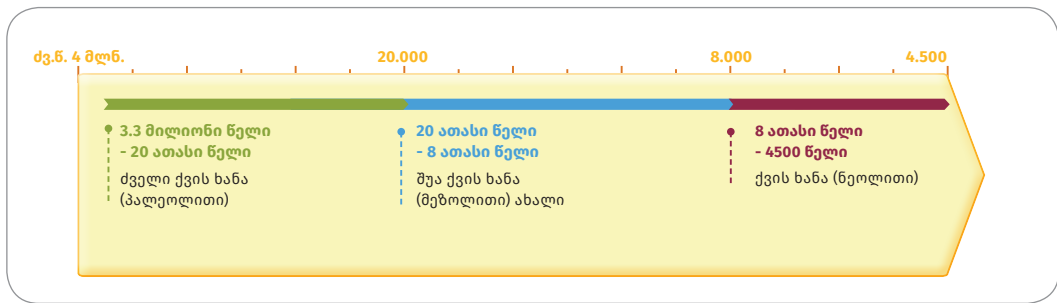 ძვ.წ. 4 მლნ.
20.000
8.000
4.500
3.3 მილიონი წელი
- 20 ათასი წელი
ძველი ქვის ხანა
(პალეოლითი)
20 ათასი წელი
- 8 ათასი წელი
შუა ქვის ხანა
(მეზოლითი) ახალი
8 ათასი წელი
- 4500 წელი
ქვის ხანა (ნეოლითი)